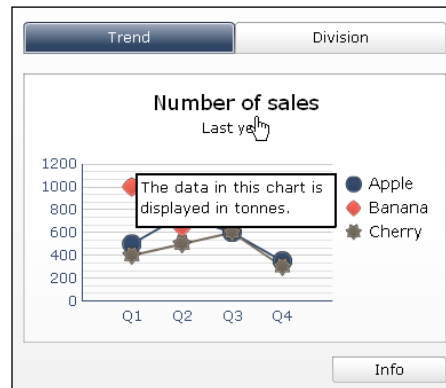 Trend
Division
Number of sales
Last ye
1200
1000
800
600
400
200
0
The data in this chart is
displayed in tonnes.
Apple
Banana
Cherry
Q1 Q2 Q3 Q4
Info